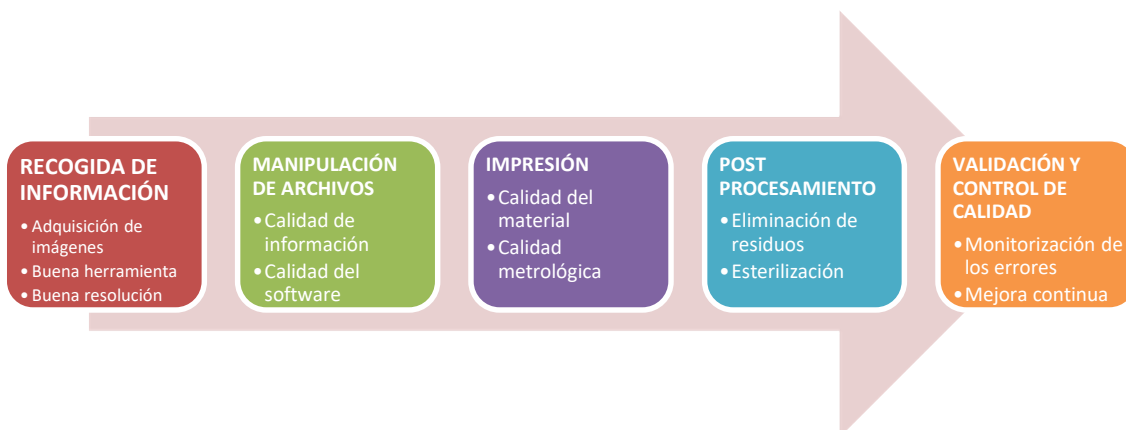 RECOGIDA DE
INFORMACIÓN
• Adquisición de
imágenes
• Buena herramienta
• Buena resolución
MANIPULACIÓN
DE ARCHIVOS
• Calidad de
información
• Calidad del
software
IMPRESIÓN
• Calidad del
material
• Calidad
metrológica
POST
PROCESAMIENTO
• Eliminación de
residuos
• Esterilización
VALIDACIÓN Y
CONTROL DE
CALIDAD
• Monitorización de
los errores
• Mejora continua